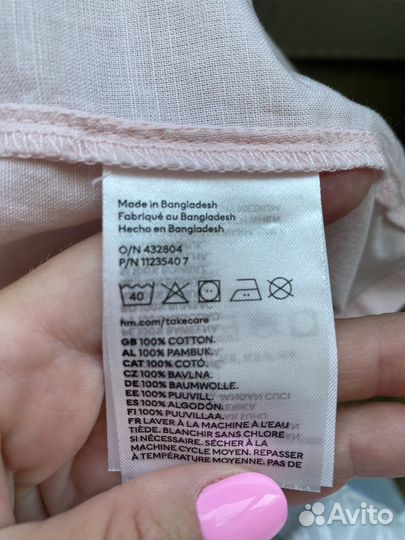 Made in Bangladesh
Fabriqué au Bangladesh
Hecho en Bangladesh
O/N 432804
P/N 1123540 7
40
hm.com/takecare
GB 100% COTTON.
AL 100% PAMBUK.
CAT 100% COTÓ.
CZ 100% BAVLNA.
DE 100% BAUMWOLLE.
EE 100% PUUVILL.
ES 100% ALGODÓN.
FI 100% PUUVILLAA.
FR LAVER À LA MACHINE À L'EAU
TIÈDE. BLANCHIR SANS CHLORE
SI NÉCESSAIRE. SÉCHER À LA
MACHINE CYCLE MOYEN. REPASSER
À TEMPÉRATURE MOYENNE. PAS DE
Avito